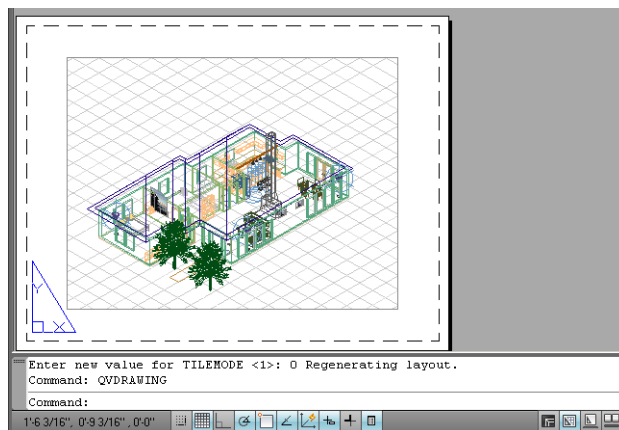 Y
X
Enter new value for TILEMODE <1>: 0 Regenerating layout.
Command: QVDRAWING
Command:
1'-6 3/16", 0'-9 3/16" , 0'-0"